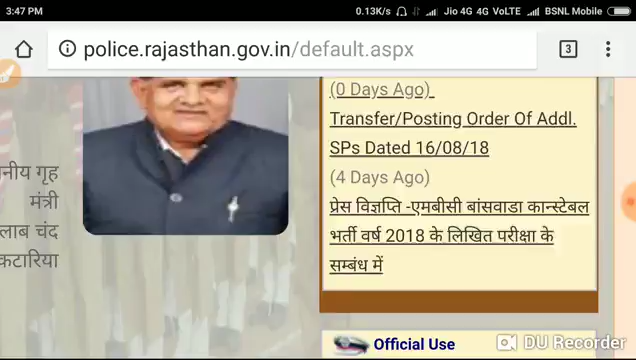 3:47 PM
0.13K/s
Jio 4G 4G VoLTE
BSNL Mobile
police.rajasthan.gov.in/default.aspx
3
नीय गृह
मंत्री
लाब चंद
कटारिया
(0 Days Ago)
Transfer/Posting Order Of Addl.
SPs Dated 16/08/18
(4 Days Ago)
प्रेस विज्ञप्ति -एमबीसी बांसवाडा कान्स्टेबल
भर्ती वर्ष 2018 के लिखित परीक्षा के
सम्बंध में
Official Use
DU Recorder